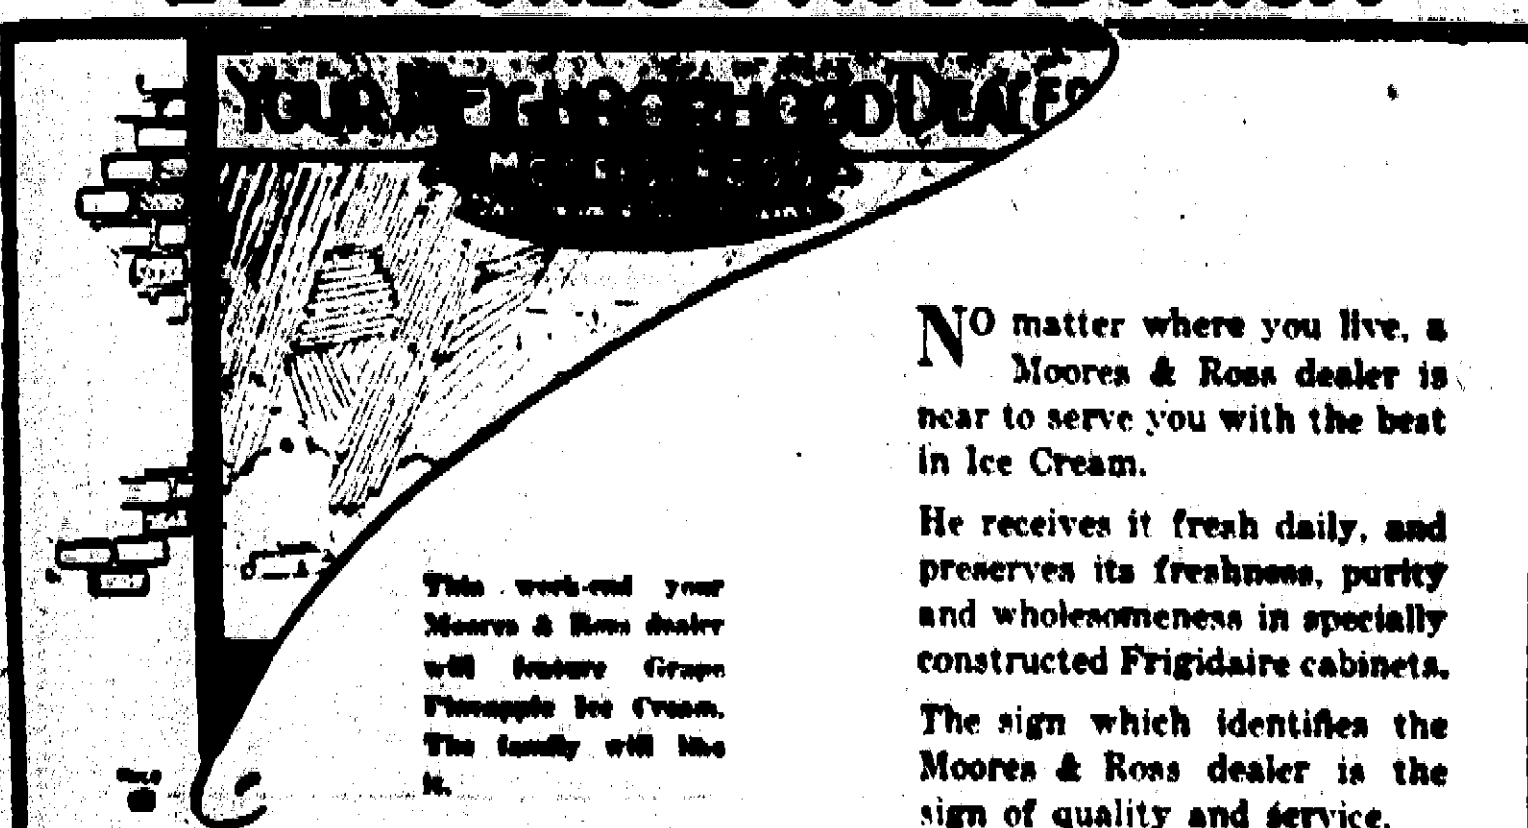 YOUR NEIGHBORHOOD DEALER
This week-end your
Moores & Ross dealer
will feature Grape
Pineapple Ice Cream.
The family will like
it.
NO matter where you live, a
Moores & Ross dealer is
near to serve you with the best
in Ice Cream.
He receives it fresh daily, and
preserves its freshness, purity
and wholesomeness in specially
constructed Frigidaire cabinets.
The sign which identifies the
Moores & Ross dealer is the
sign of quality and service.